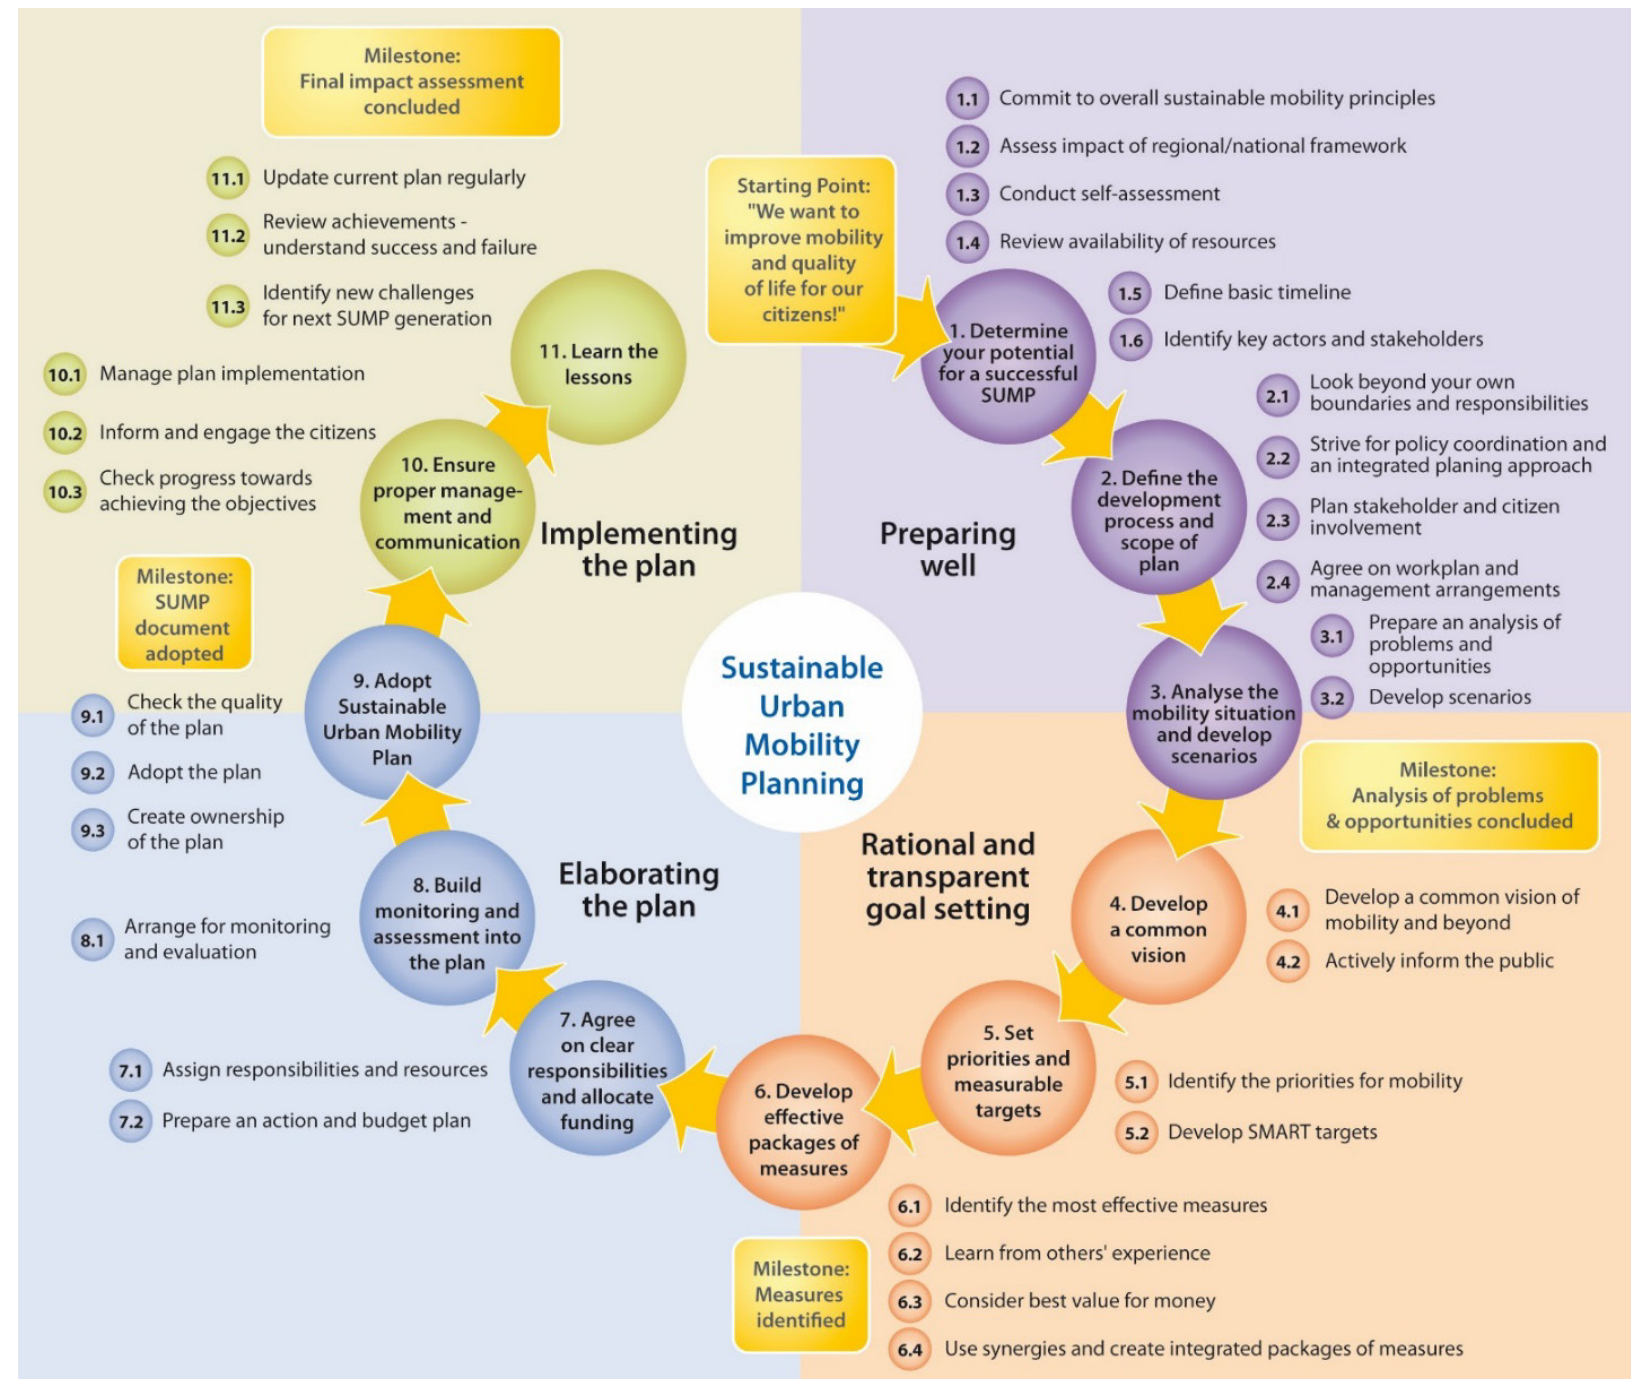 Milestone:
Final impact assessment
concluded
11.1 Update current plan regularly
11.2 Review achievements -
understand success and failure
11.3 Identify new challenges
for next SUMP generation
10.1 Manage plan implementation
10.2 Inform and engage the citizens
10.3 Check progress towards
achieving the objectives
11. Learn the
lessons
10. Ensure
proper manage-
ment and
communication
Implementing
the plan
Milestone:
SUMP
document
adopted
Starting Point:
"We want to
improve mobility
and quality
of life for our
citizens!"
1.1 Commit to overall sustainable mobility principles
1.2 Assess impact of regional/national framework
1.3 Conduct self-assessment
1.4 Review availability of resources
1.5 Define basic timeline
1.6 Identify key actors and stakeholders
1. Determine
your potential
for a successful
SUMP
2.1 Look beyond your own
boundaries and responsibilities
2.2 Strive for policy coordination and
an integrated planing approach
2.3 Plan stakeholder and citizen
involvement
2.4 Agree on workplan and
management arrangements
2. Define the
development
process and
scope of
plan
Preparing
well
3.1 Prepare an analysis of
problems and
opportunities
3.2 Develop scenarios
3. Analyse the
mobility situation
and develop
scenarios
Sustainable
Urban
Mobility
Planning
Milestone:
Analysis of problems
& opportunities concluded
Rational and
transparent
goal setting
4. Develop
a common
vision
4.1 Develop a common vision of
mobility and beyond
4.2 Actively inform the public
5. Set
priorities and
measurable
targets
5.1 Identify the priorities for mobility
5.2 Develop SMART targets
6. Develop
effective
packages of
measures
6.1 Identify the most effective measures
6.2 Learn from others' experience
6.3 Consider best value for money
6.4 Use synergies and create integrated packages of measures
Milestone:
Measures
identified
9. Adopt
Sustainable
Urban Mobility
Plan
9.1 Check the quality
of the plan
9.2 Adopt the plan
9.3 Create ownership
of the plan
Elaborating
the plan
8. Build
monitoring and
assessment into
the plan
8.1 Arrange for monitoring
and evaluation
7. Agree
on clear
responsibilities
and allocate
funding
7.1 Assign responsibilities and resources
7.2 Prepare an action and budget plan